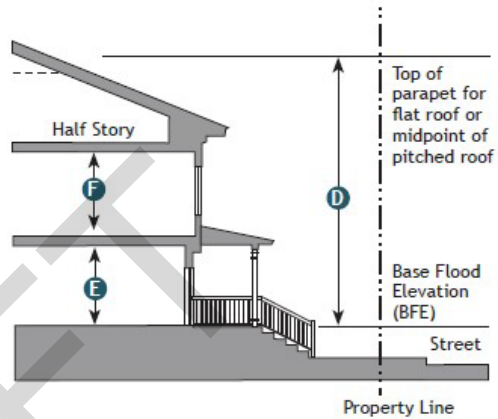 Top of
parapet for
flat roof or
midpoint of
pitched roof
Half Story
F
D
E
Base Flood
Elevation
(BFE)
Street
Property Line